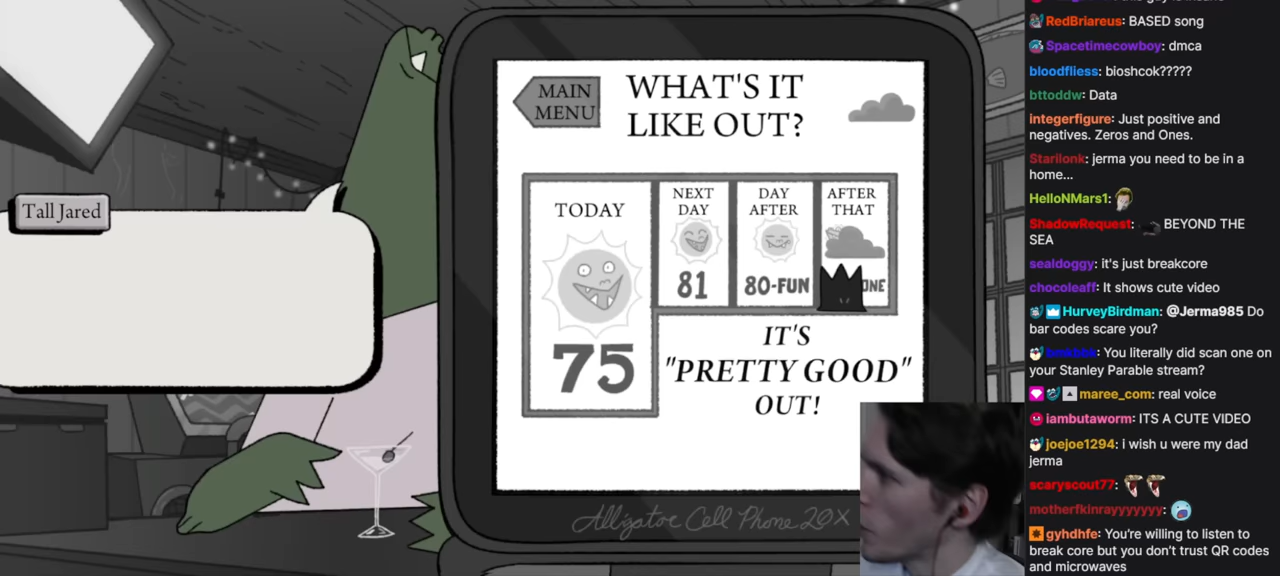 Tall Jared
MAIN
MENU
WHAT'S IT
LIKE OUT?
TODAY
75
NEXT
DAY
81
DAY
AFTER
80-FUN
AFTER
THAT
ONE
IT'S
"PRETTY GOOD"
OUT!
Alligator Cell Phone 20X
RedBriareus: BASED song
Spacetimecowboy: dmca
bloodfliess: bioshcok?????
bttoddw: Data
integerfigure: Just positive and
negatives. Zeros and Ones.
Starilonk: jerma you need to be in a
home...
HelloNMars1:
ShadowRequest: BEYOND THE
SEA
sealdoggy: it's just breakcore
chocoleaff: It shows cute video
HurveyBirdman: @Jerma985 Do
bar codes scare you?
: You literally did scan one on
your Stanley Parable stream?
maree_com: real voice
iambutaworm: ITS A CUTE VIDEO
joejoe1294: i wish u were my dad
jerma
scaryscout77:
motherfkinrayyyyyyy:
gyhdhfe: You're willing to listen to
break core but you don't trust QR codes
and microwaves